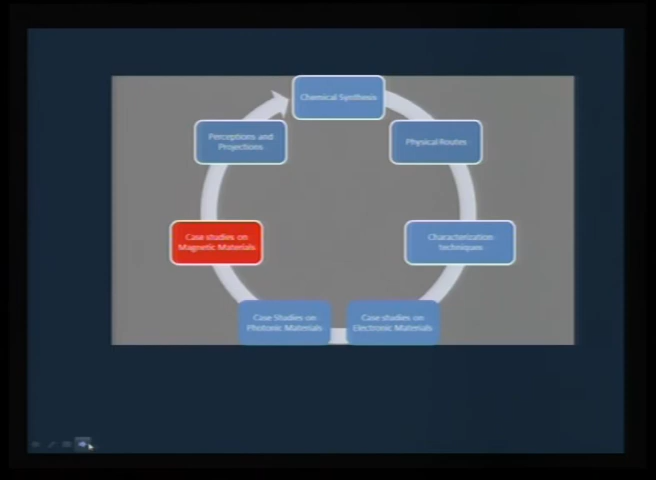 Chemical Synthesis
Physical Routes
Characterization
techniques
Case studies on
Electronic Materials
Case Studies on
Photonic Materials
Case studies on
Magnetic Materials
Perceptions and
Projections